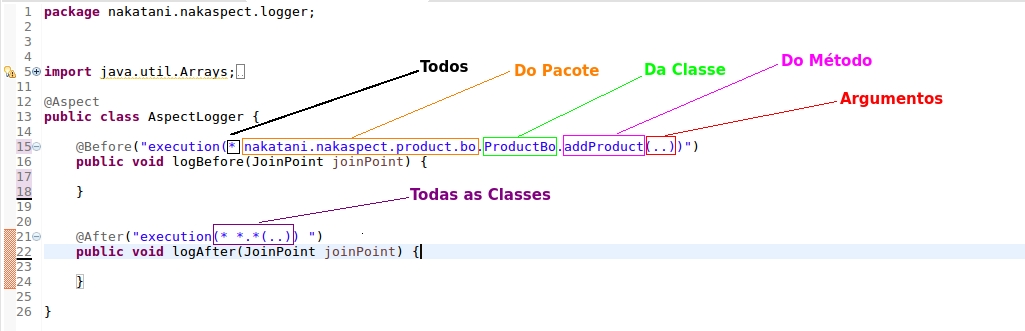 1 package nakatani.nakaspect.logger;
2
3
4
Todos
Do Pacote
Da Classe
Do Método
5 import java.util.Arrays;
11
Argumentos
12 @Aspect
13 public class AspectLogger {
14
15 @Before("execution(* nakatani.nakaspect.product.bo.ProductBo.addProduct(..))")
16 public void logBefore(JoinPoint joinPoint) {
17
18 }
Todas as Classes
19
20
21 @After("execution(* *.*(..)) ")
22 public void logAfter(JoinPoint joinPoint) {
23
24 }
25
26 }